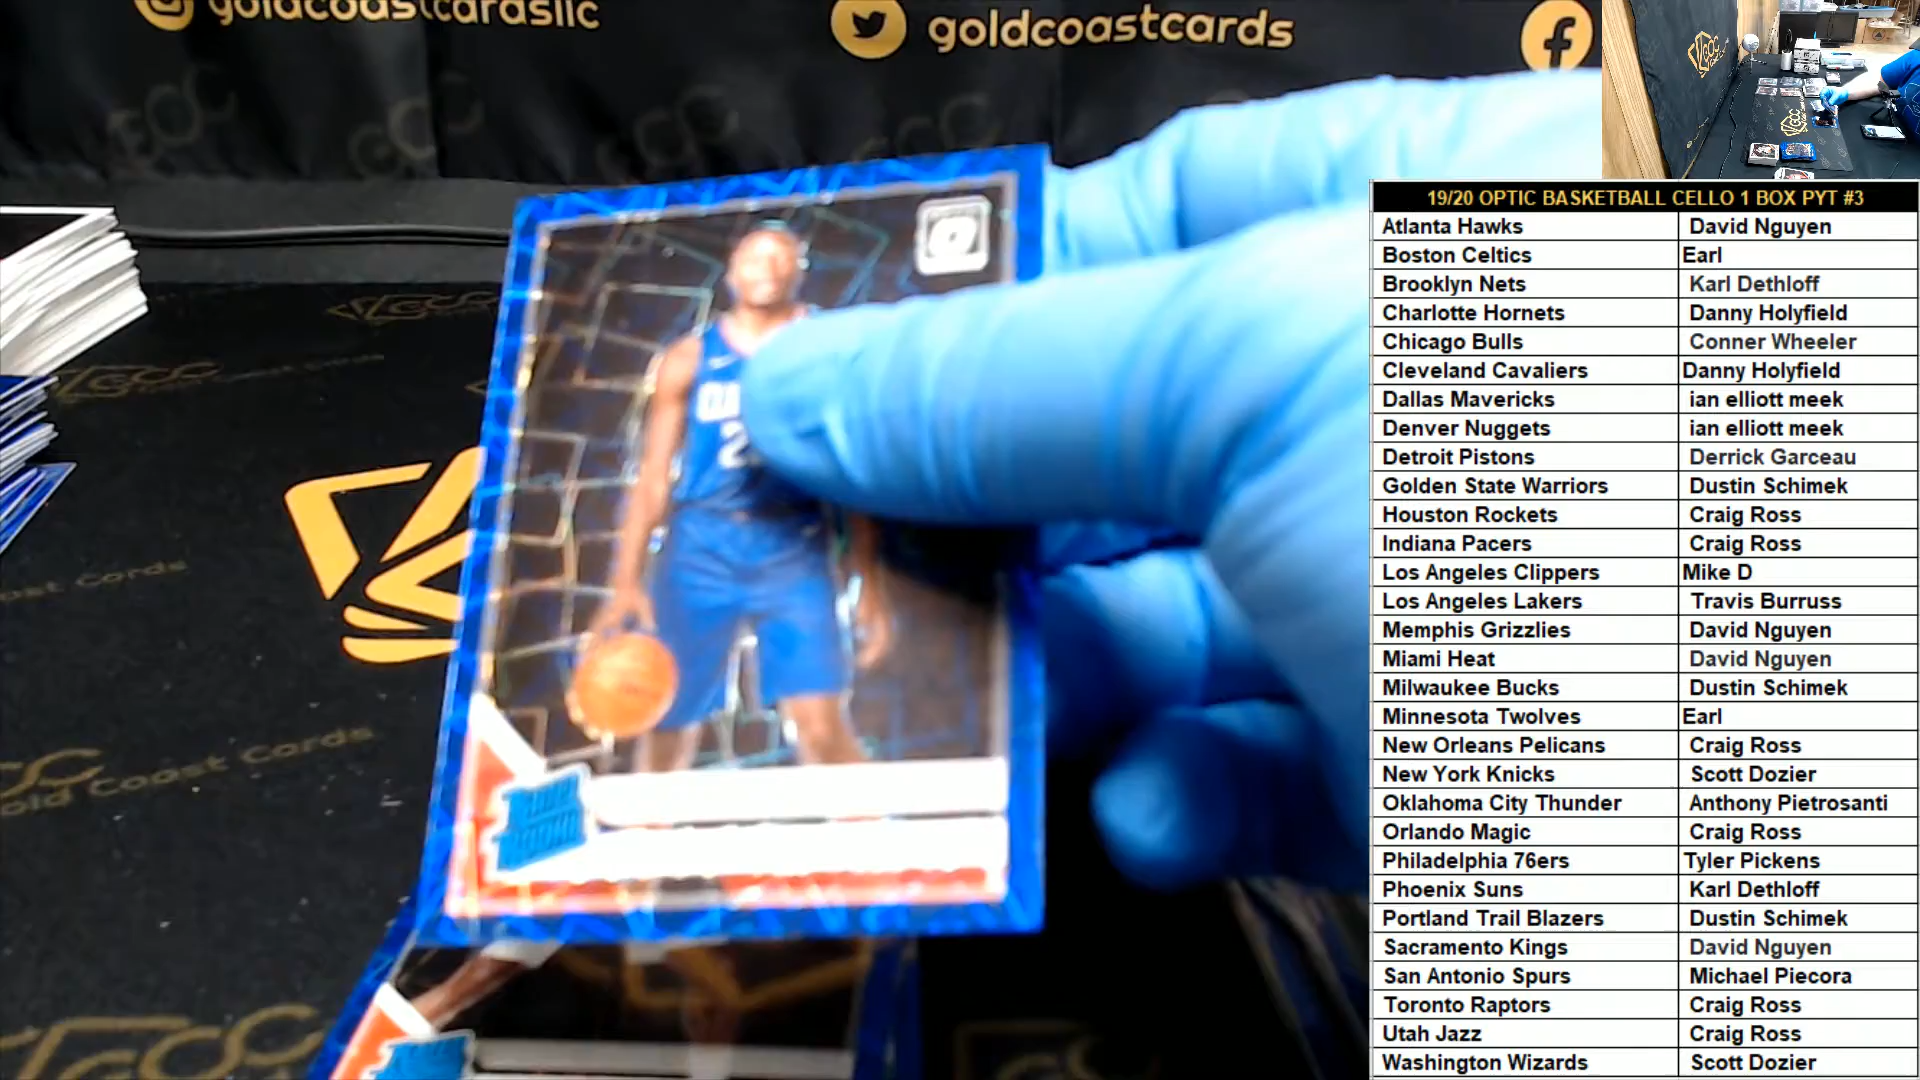 goldcoastcardsllc
goldcoastcards
GCC
19/20 OPTIC BASKETBALL CELLO 1 BOX PYT #3
Atlanta Hawks David Nguyen
Boston Celtics Earl
Brooklyn Nets Karl Dethloff
Charlotte Hornets Danny Holyfield
Chicago Bulls Conner Wheeler
Cleveland Cavaliers Danny Holyfield
Dallas Mavericks ian elliott meek
Denver Nuggets ian elliott meek
Detroit Pistons Derrick Garceau
Golden State Warriors Dustin Schimek
Houston Rockets Craig Ross
Indiana Pacers Craig Ross
Los Angeles Clippers Mike D
Los Angeles Lakers Travis Burruss
Memphis Grizzlies David Nguyen
Miami Heat David Nguyen
Milwaukee Bucks Dustin Schimek
Minnesota Twolves Earl
New Orleans Pelicans Craig Ross
New York Knicks Scott Dozier
Oklahoma City Thunder Anthony Pietrosanti
Orlando Magic Craig Ross
Philadelphia 76ers Tyler Pickens
Phoenix Suns Karl Dethloff
Portland Trail Blazers Dustin Schimek
Sacramento Kings David Nguyen
San Antonio Spurs Michael Piecora
Toronto Raptors Craig Ross
Utah Jazz Craig Ross
Washington Wizards Scott Dozier